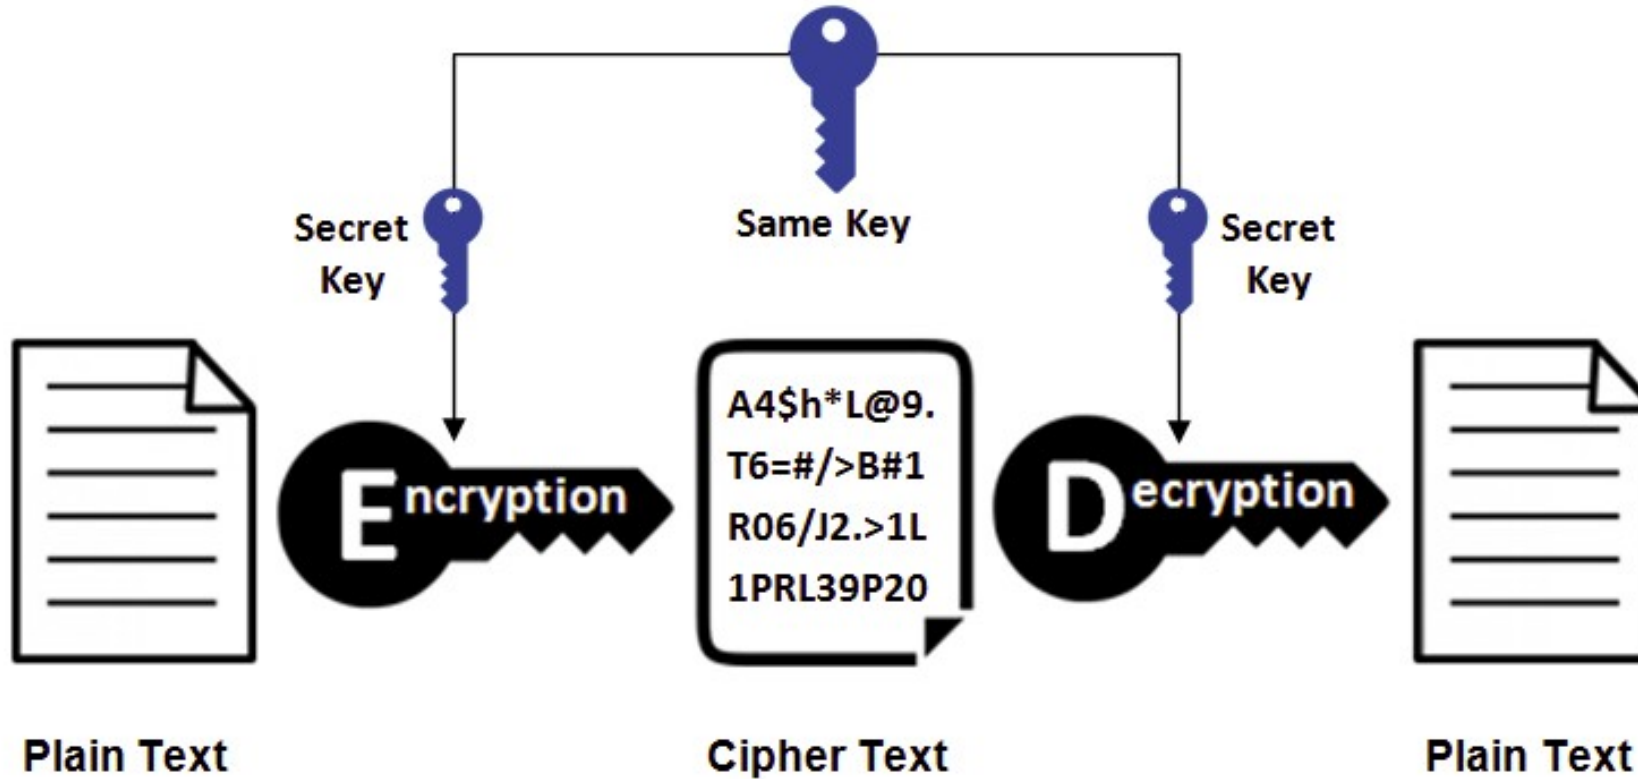 Same Key
Secret
Key
Secret
Key
Encryption
A4$h*L@9.
T6=#/>B#1
R06/J2.>1L
1PRL39P20
Decryption
Plain Text
Cipher Text
Plain Text